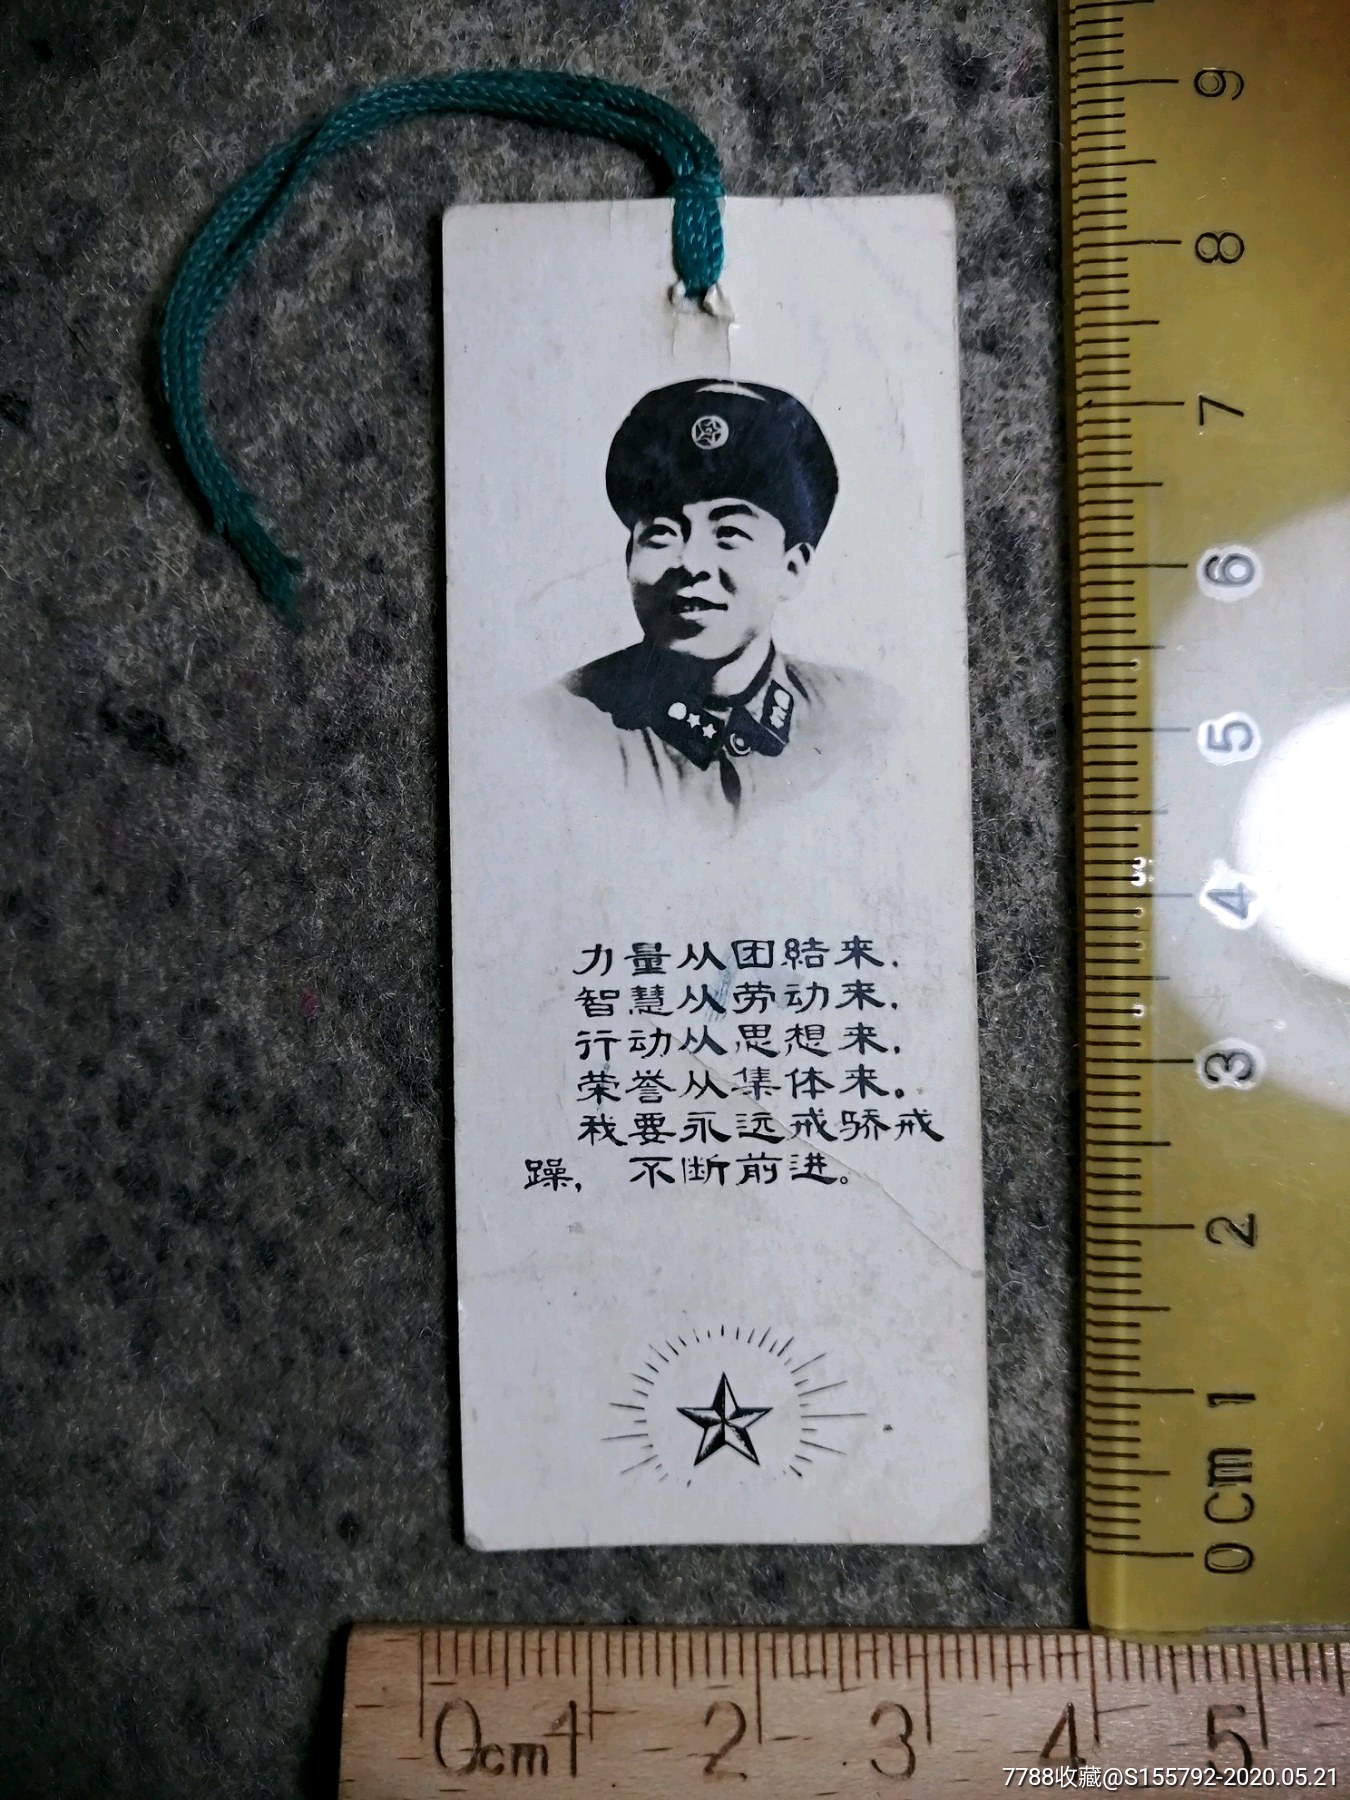 力量从团結来.
智慧从劳动来.
行动从思想来.
荣誉从集体来。
我要永远戒骄戒
躁， 不断前进。
9
8
7
6
5
4
3
2
1
0 cm
0cm 1 2 3 4 5
7788收藏@S155792-2020.05.21